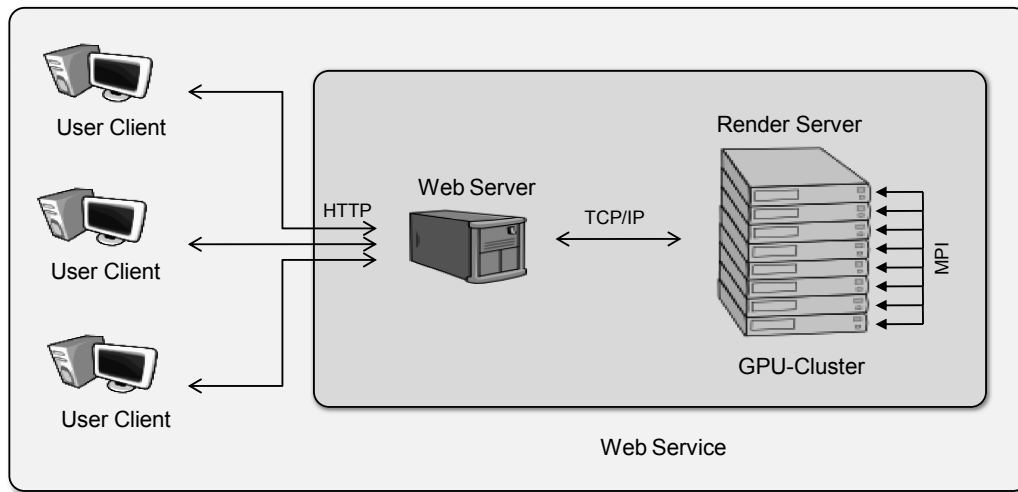 User Client
User Client
User Client
HTTP
Web Server
TCP/IP
Render Server
MPI
GPU-Cluster
Web Service